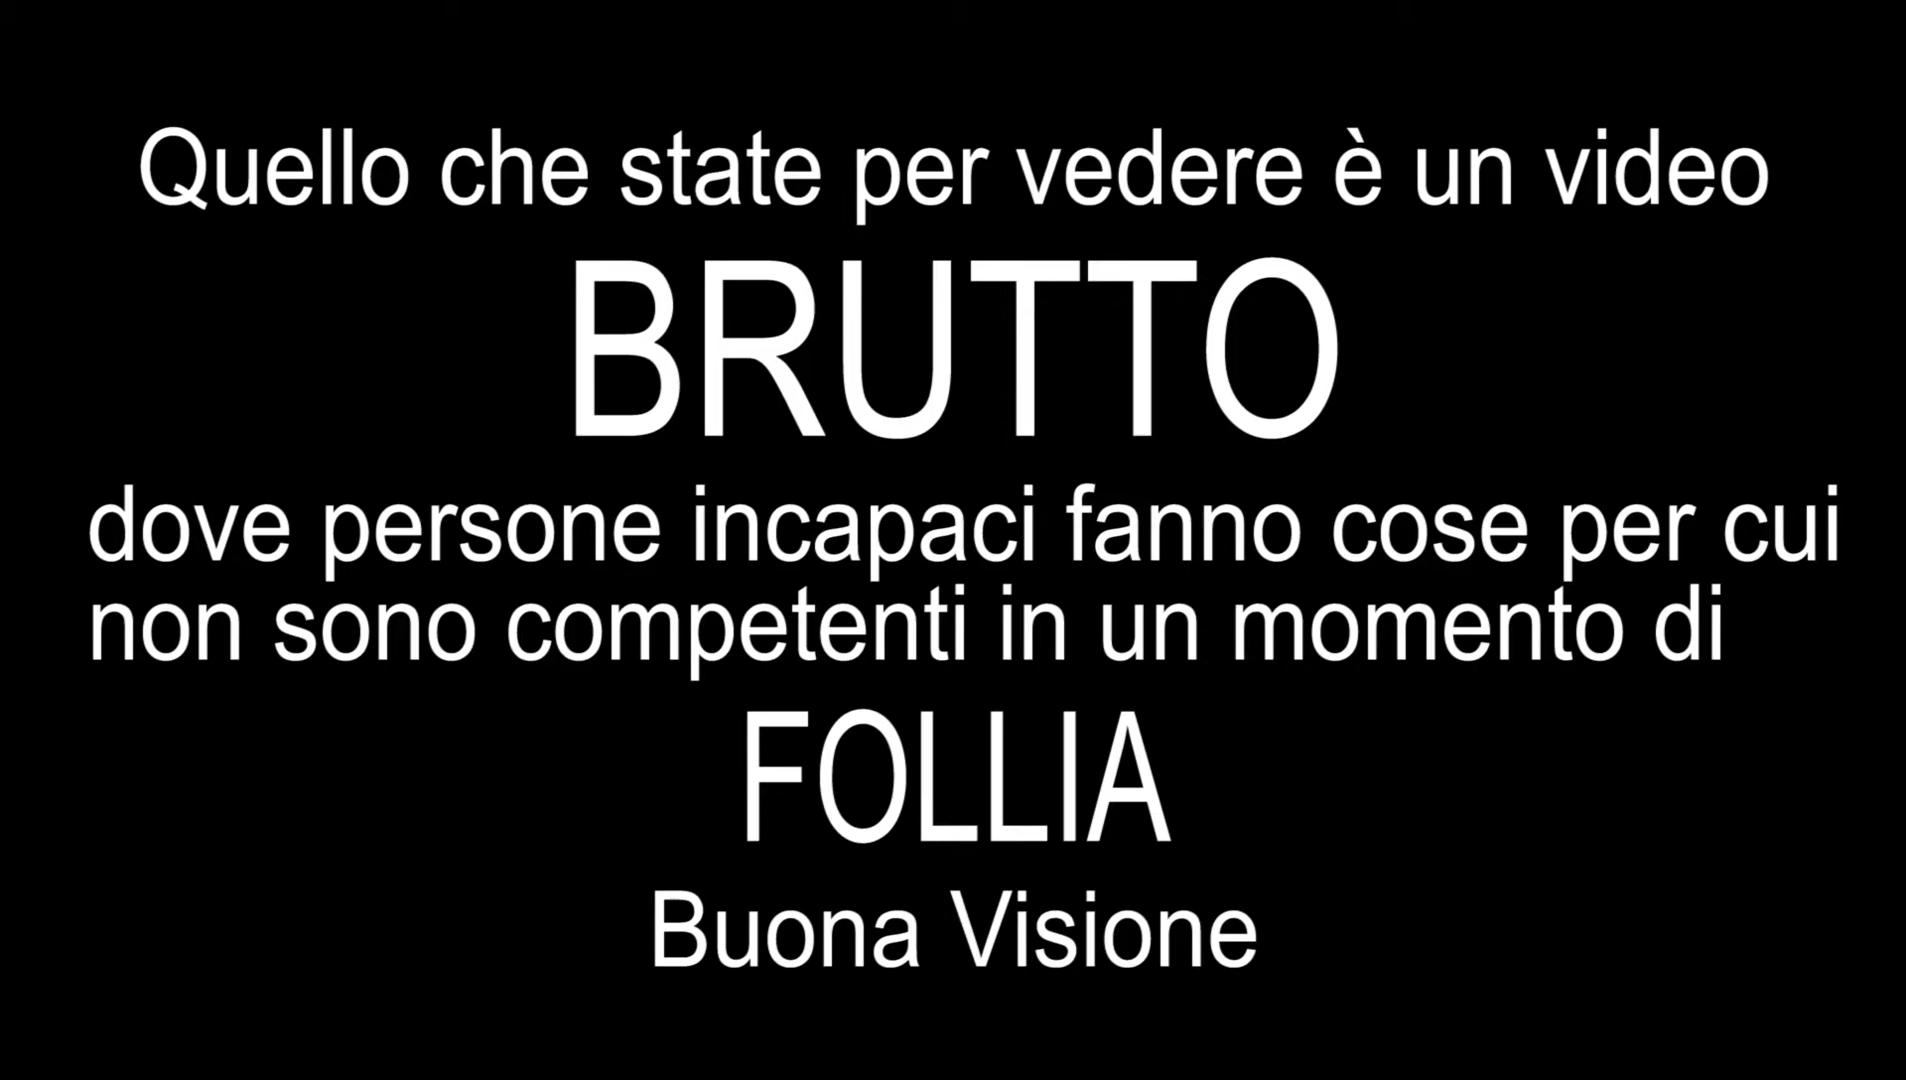 Quello che state per vedere è un video
BRUTTO
dove persone incapaci fanno cose per cui
non sono competenti in un momento di
FOLLIA
Buona Visione